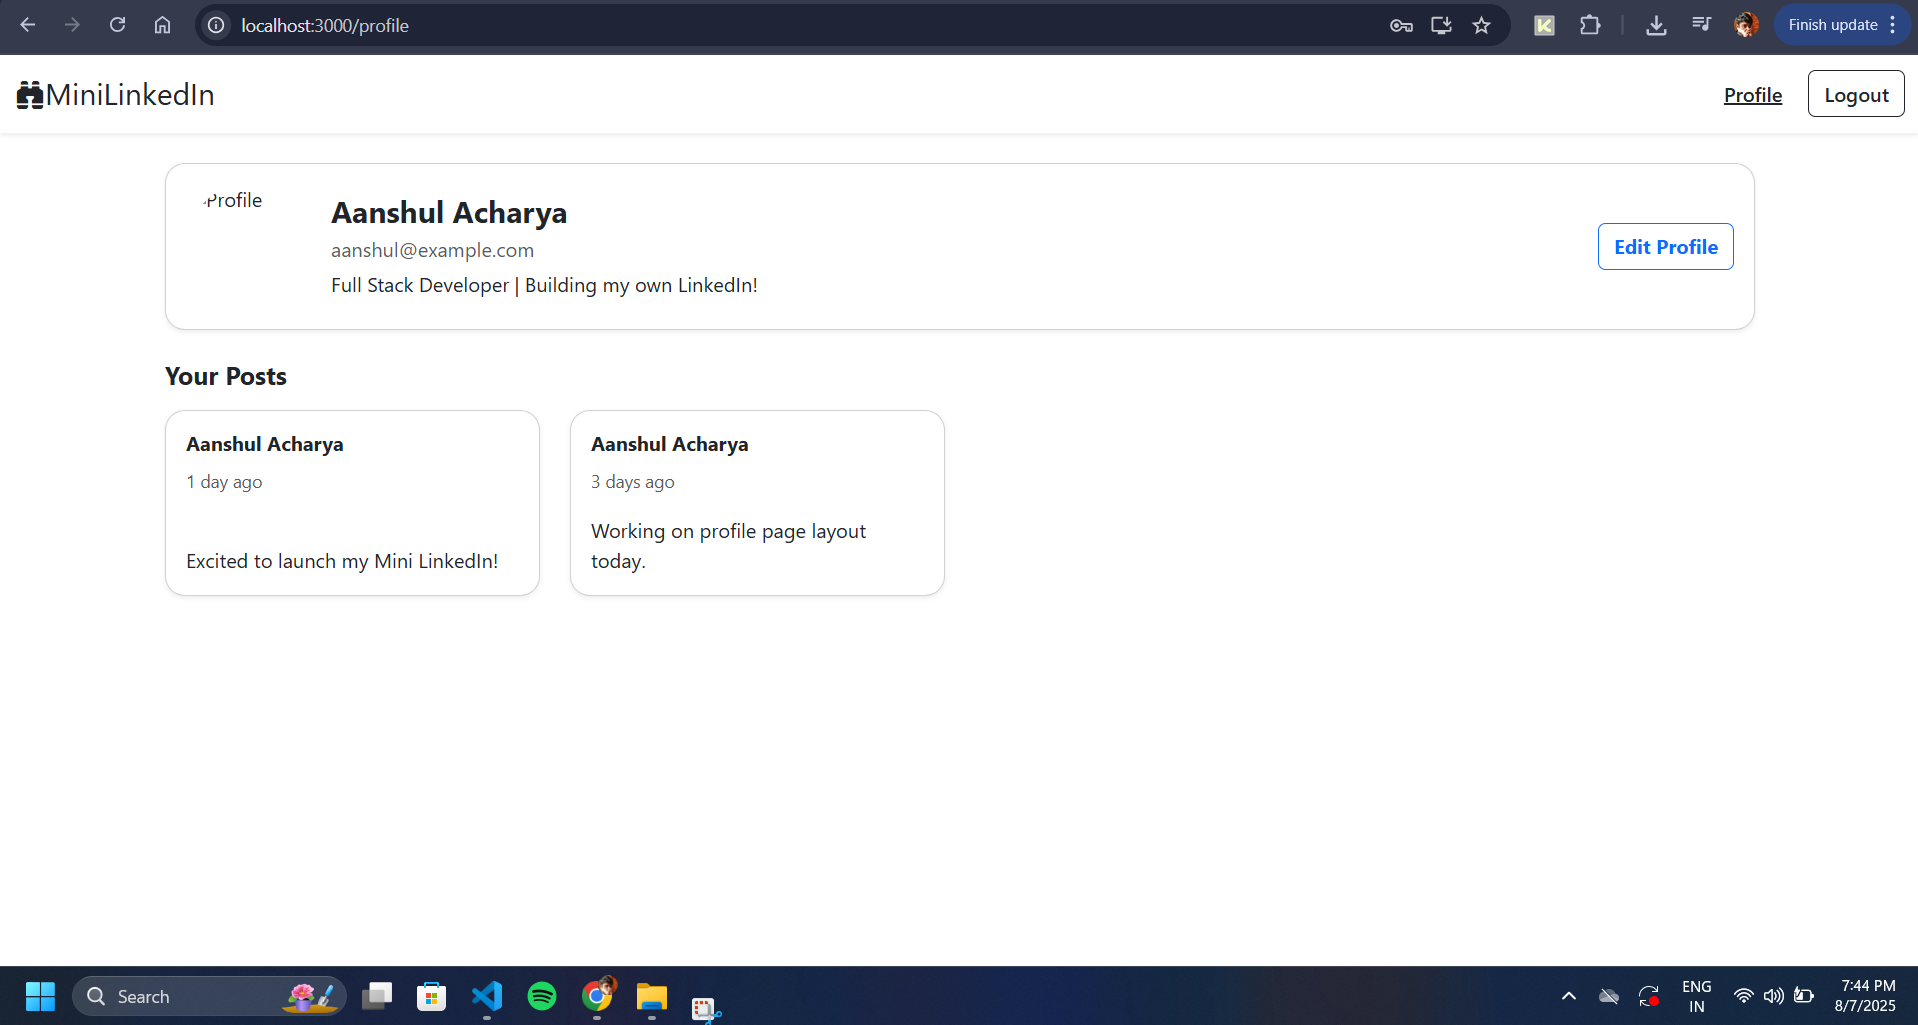 localhost:3000/profile
Finish update
MiniLinkedIn
Profile
Logout
Profile
Aanshul Acharya
aanshul@example.com
Full Stack Developer | Building my own LinkedIn!
Edit Profile
Your Posts
Aanshul Acharya
1 day ago
Excited to launch my Mini LinkedIn!
Aanshul Acharya
3 days ago
Working on profile page layout
today.
Search
ENG
IN
7:44 PM
8/7/2025